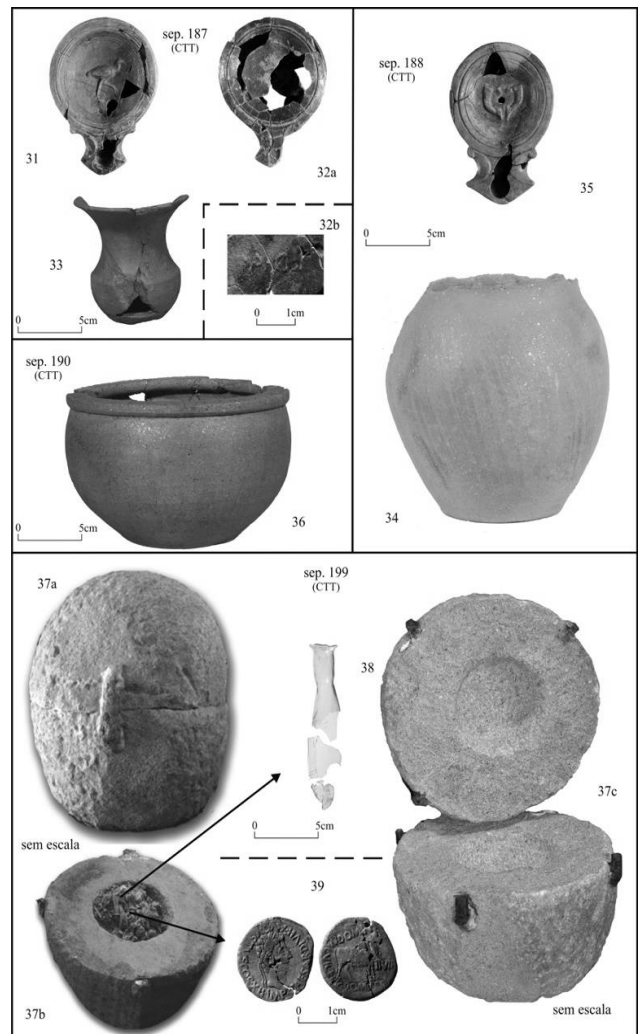 sep. 187
(CTT)
31
32a
33
32b
0 5cm
0 1cm
sep. 188
(CTT)
35
0 5cm
34
sep. 190
(CTT)
36
0 5cm
sep. 199
(CTT)
37a
38
37c
sem escala
0 5cm
39
37b
0 1cm
sem escala